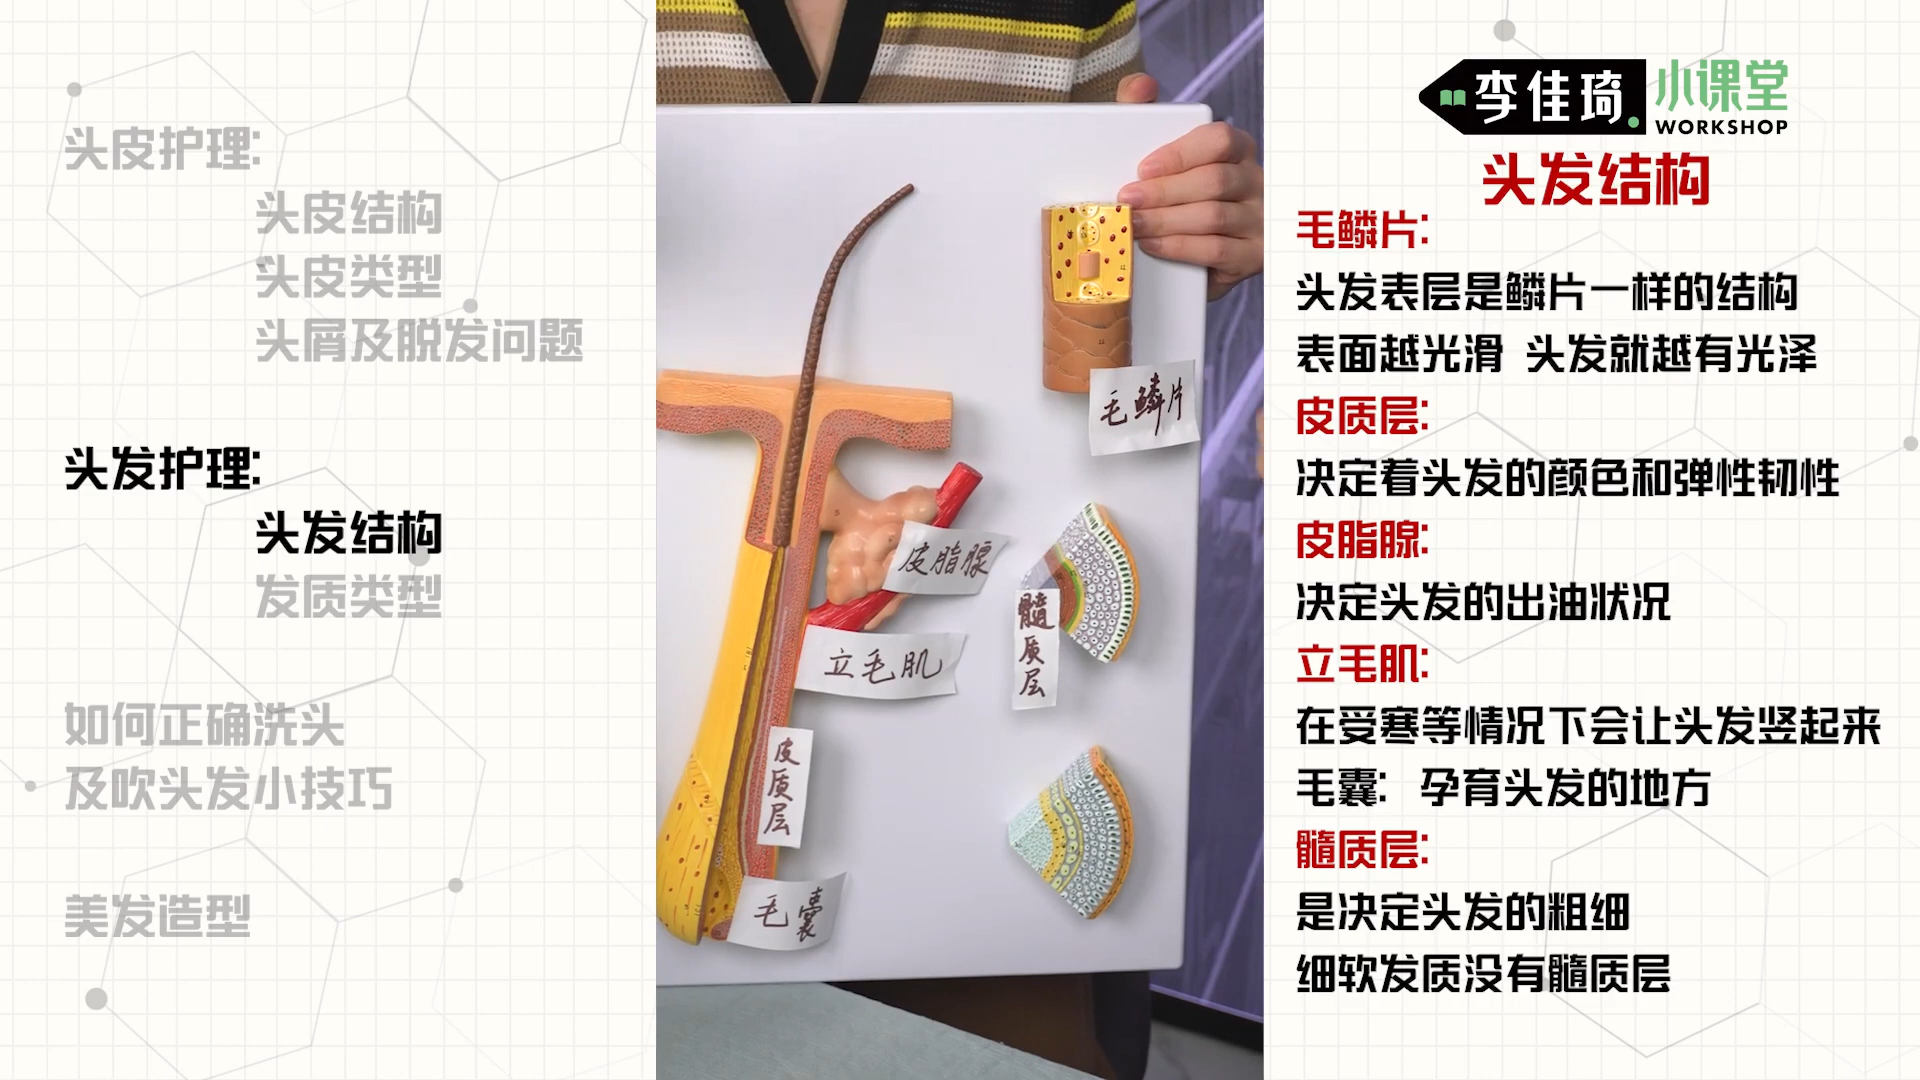 头皮护理:
头皮结构
头皮类型
头屑及脱发问题
头发护理:
头发结构
发质类型
如何正确洗头
及吹头发小技巧
美发造型
毛鳞片
皮脂腺
髓质层
立毛肌
皮质层
毛囊
李佳琦小课堂
WORKSHOP
头发结构
毛鳞片:
头发表层是鳞片一样的结构
表面越光滑 头发就越有光泽
皮质层:
决定着头发的颜色和弹性韧性
皮脂腺:
决定头发的出油状况
立毛肌:
在受寒等情况下会让头发竖起来
毛囊: 孕育头发的地方
髓质层:
是决定头发的粗细
细软发质没有髓质层